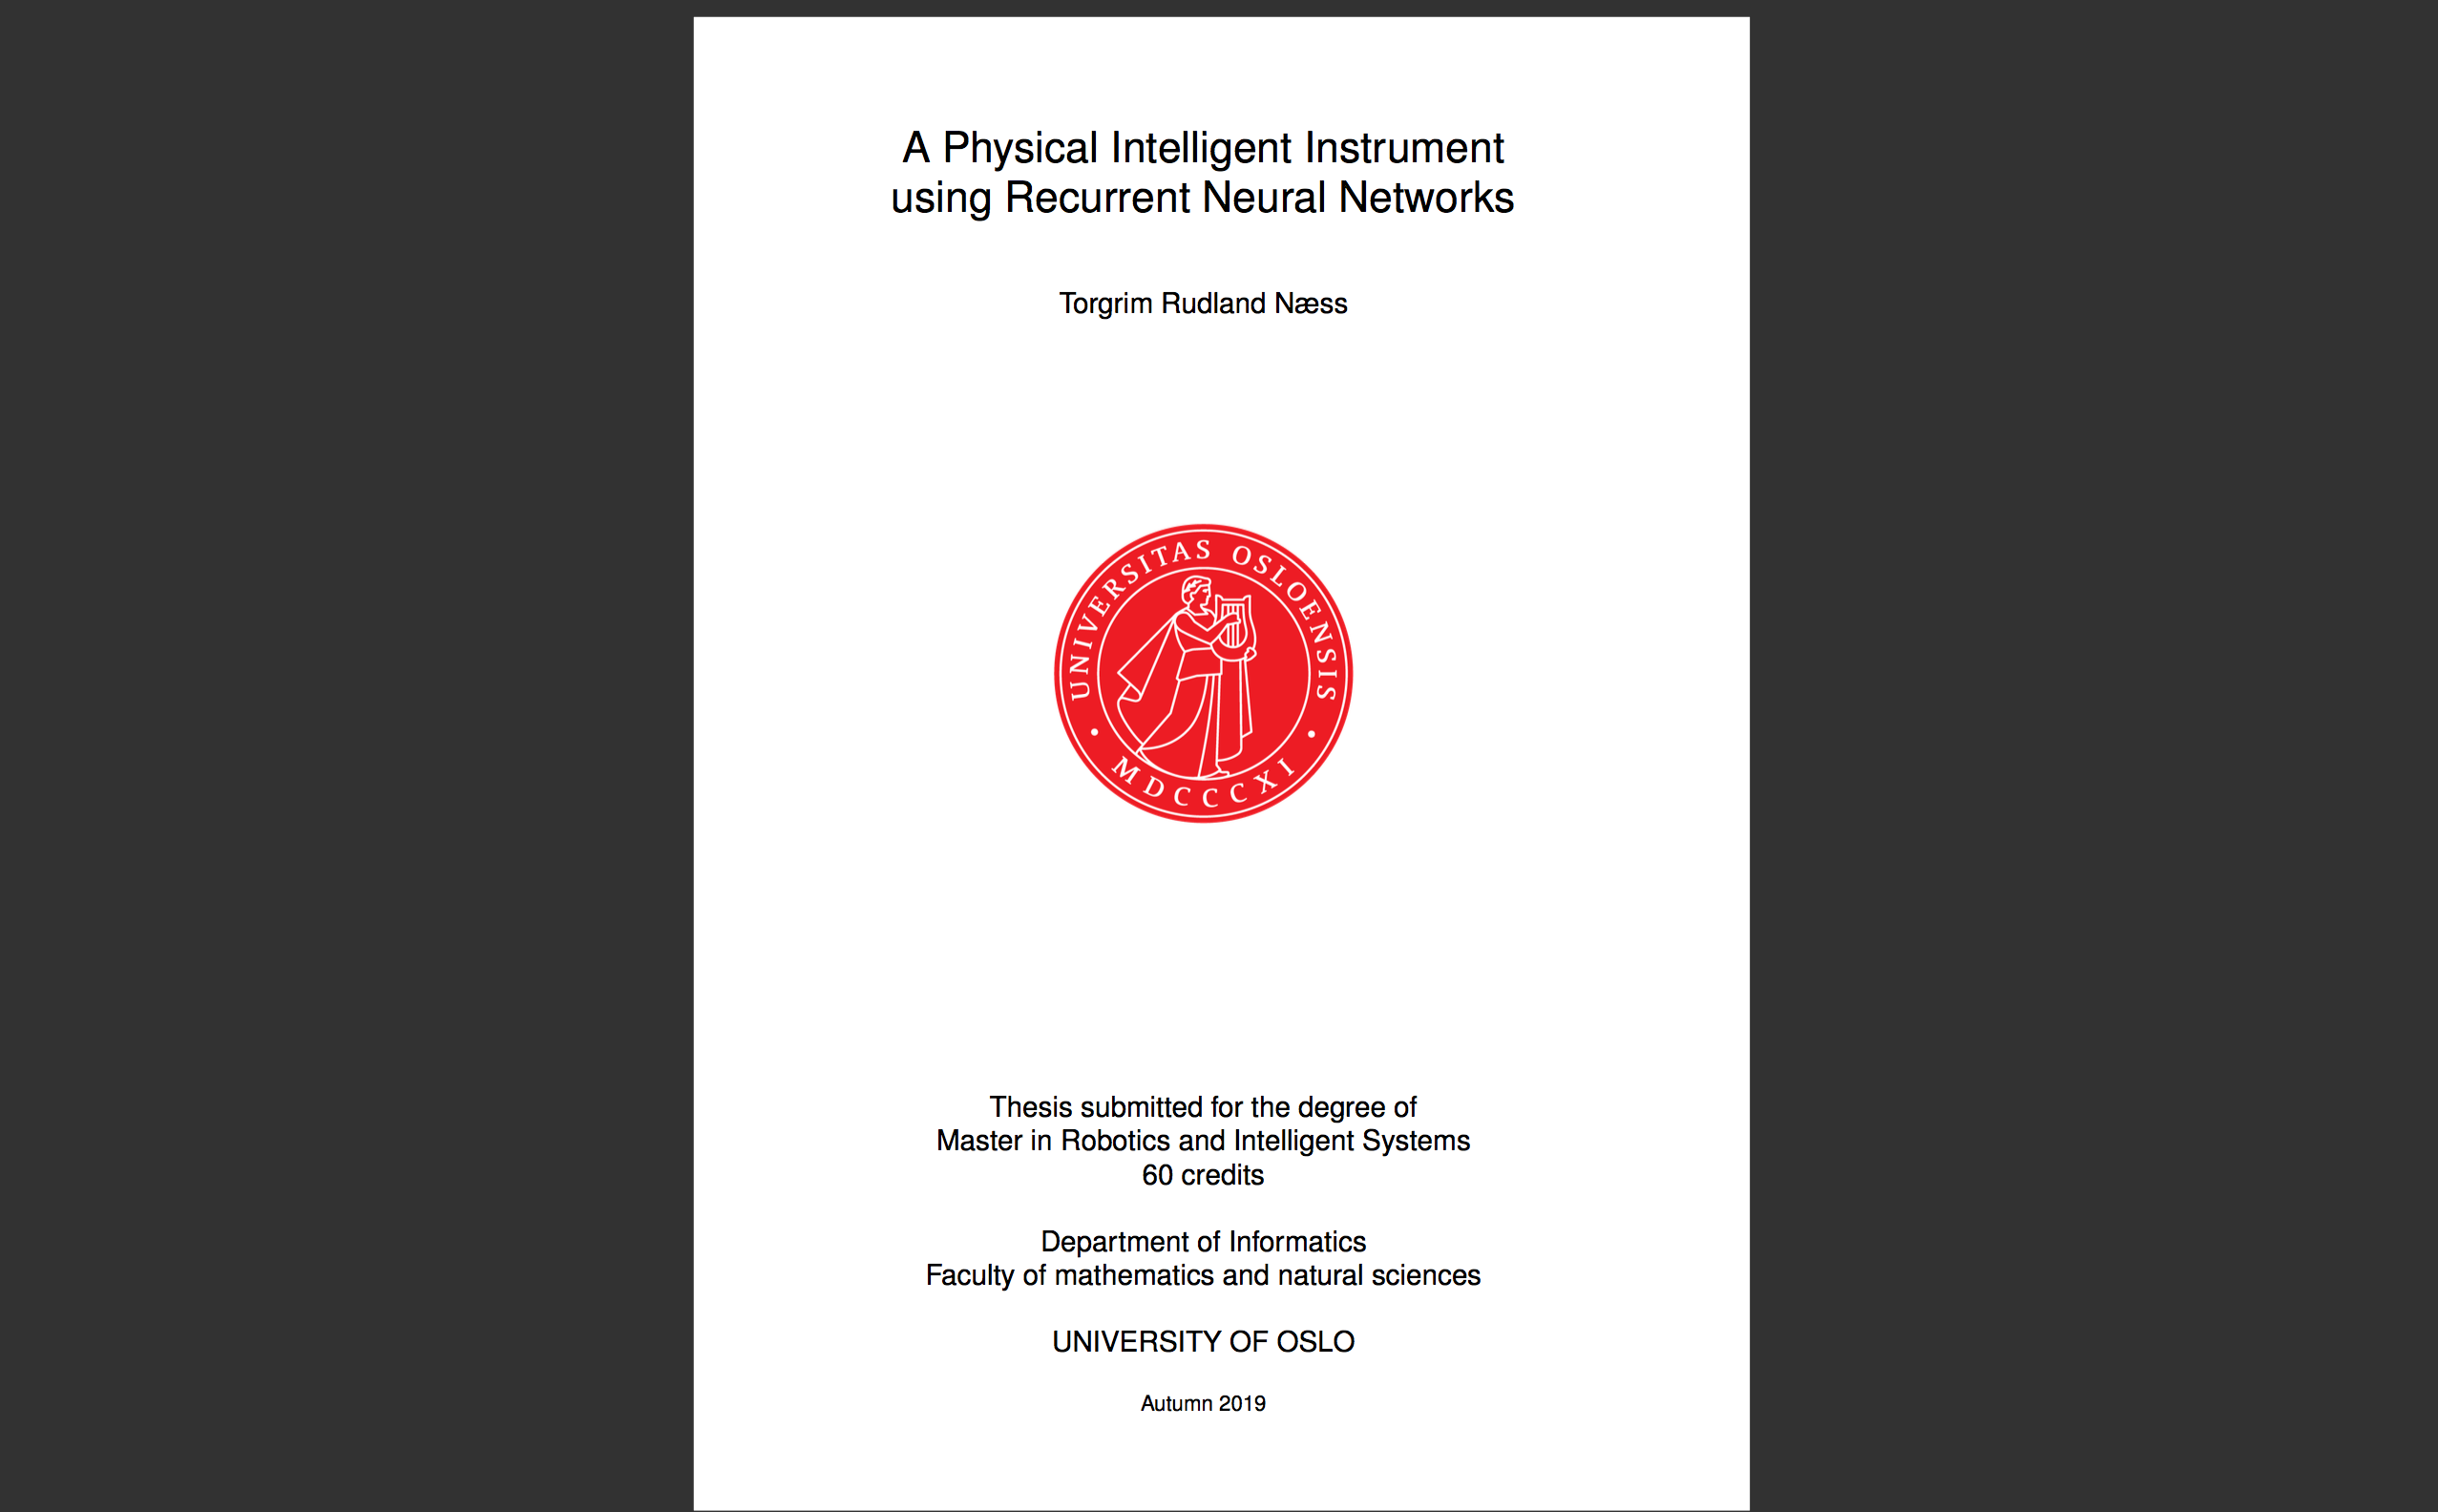 A Physical Intelligent Instrument
using Recurrent Neural Networks
Torgrim Rudland Næss
UNIVERSITAS OSLOENSIS
MDCCCXI
Thesis submitted for the degree of
Master in Robotics and Intelligent Systems
60 credits
Department of Informatics
Faculty of mathematics and natural sciences
UNIVERSITY OF OSLO
Autumn 2019